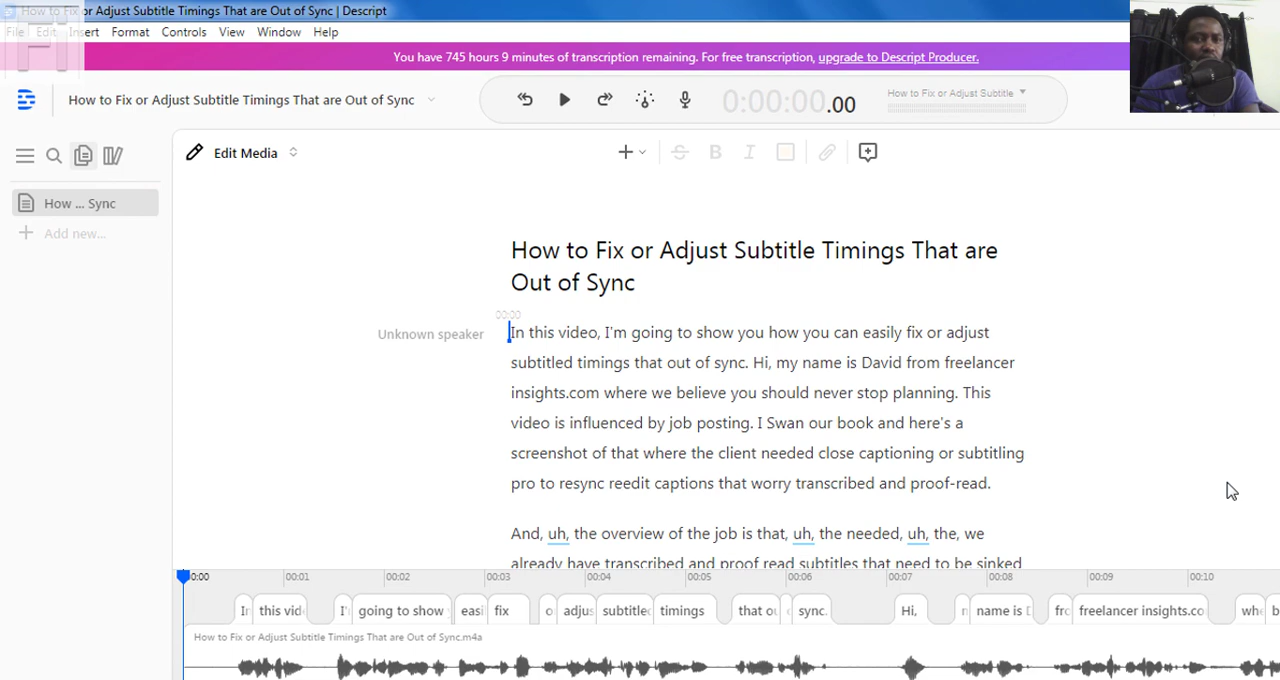 How to Fix or Adjust Subtitle Timings That are Out of Sync | Descript
File Edit Insert Format Controls View Window Help
You have 745 hours 9 minutes of transcription remaining. For free transcription, upgrade to Descript Producer.
How to Fix or Adjust Subtitle Timings That are Out of Sync
0:00:00.00
How to Fix or Adjust Subtitle
Edit Media
B I
How ... Sync
Add new...
How to Fix or Adjust Subtitle Timings That are
Out of Sync
00:00
Unknown speaker
In this video, I'm going to show you how you can easily fix or adjust
subtitled timings that out of sync. Hi, my name is David from freelancer
insights.com where we believe you should never stop planning. This
video is influenced by job posting. I Swan our book and here's a
screenshot of that where the client needed close captioning or subtitling
pro to resync reedit captions that worry transcribed and proof-read.
And, uh, the overview of the job is that, uh, the needed, uh, the, we
already have transcribed and proof read subtitles that need to be sinked
0:00 00:01 00:02 00:03 00:04 00:05 00:06 00:07 00:08 00:09 00:10
In this vid I' going to show easi fix o adjus subtitle timings that ou sync. Hi, name is fro freelancer insights.co whe b
How to Fix or Adjust Subtitle Timings That are Out of Sync.m4a